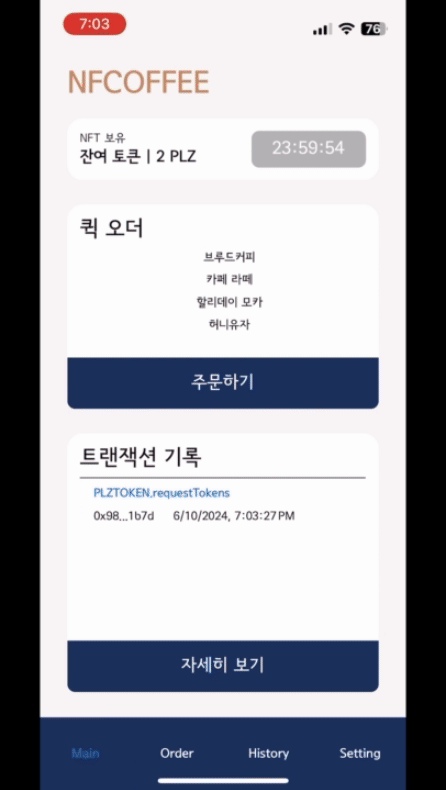 7:03
76
NFCOFFEE
NFT 보유
잔여 토큰 | 2 PLZ
23:59:54
퀵 오더
브루드커피
카페 라떼
할리데이 모카
허니유자
주문하기
트랜잭션 기록
PLZTOKEN.requestTokens
0x98...1b7d 6/10/2024, 7:03:27 PM
자세히 보기
Main Order History Setting